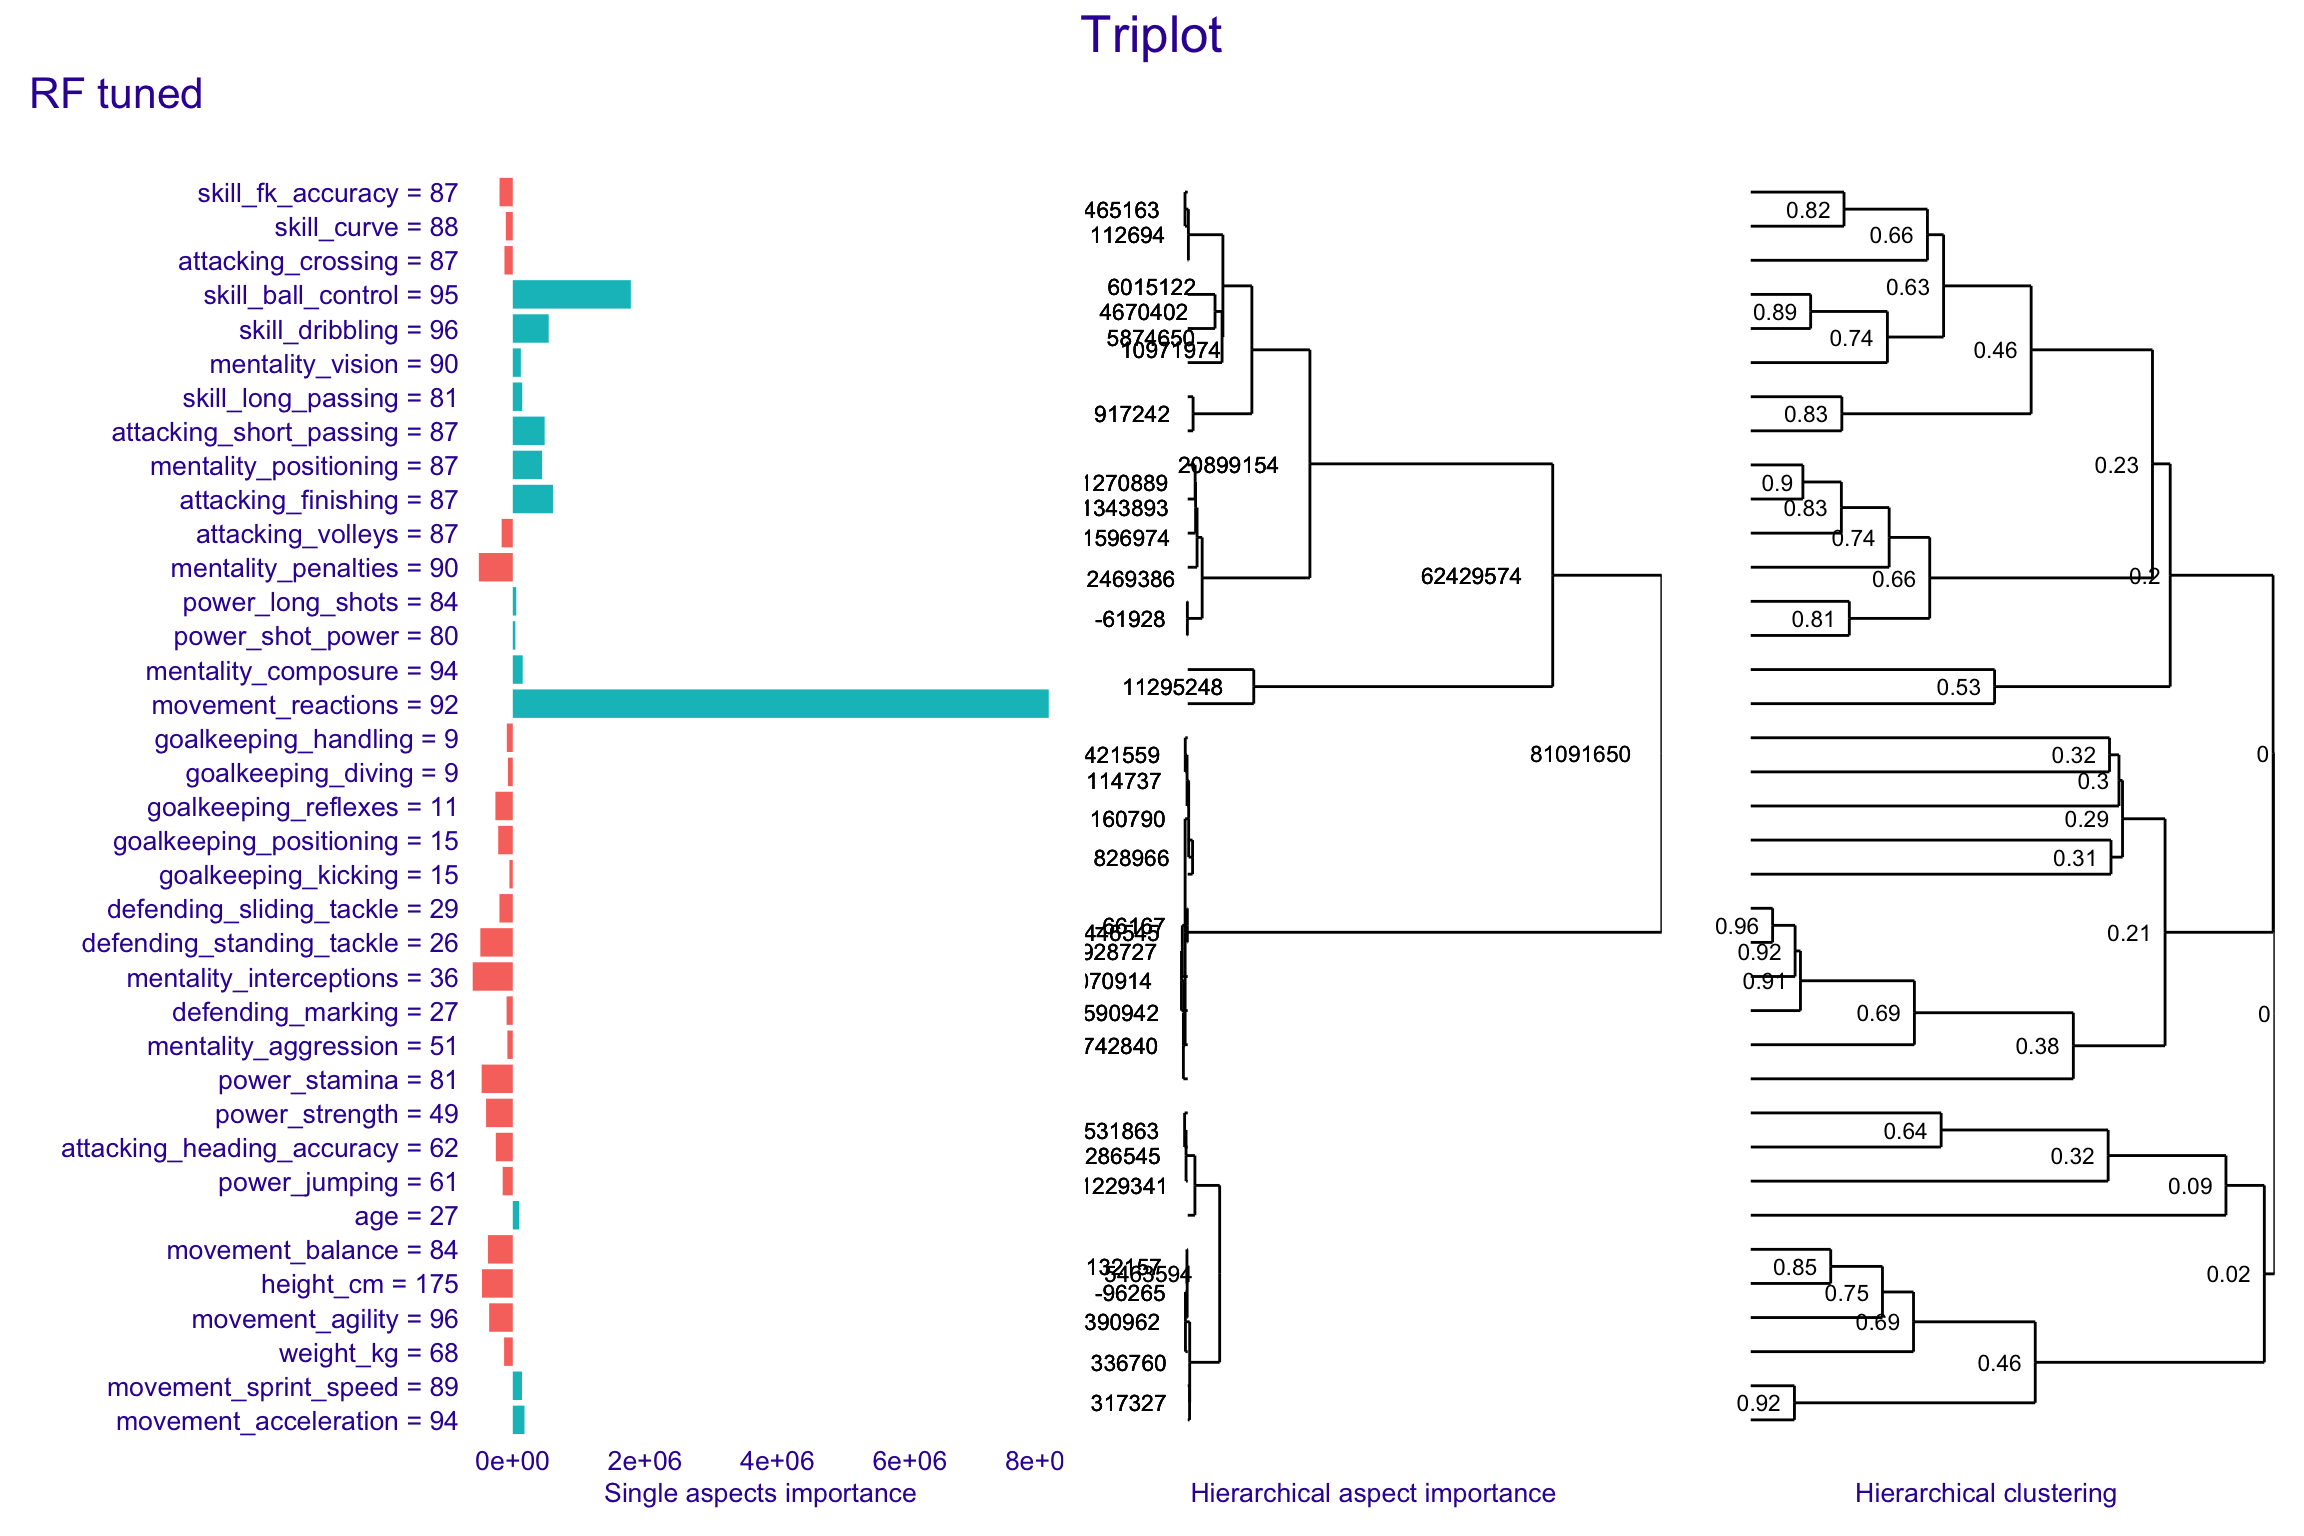 Triplot
RF tuned
skill_fk_accuracy = 87
skill_curve = 88
attacking_crossing = 87
skill_ball_control = 95
skill_dribbling = 96
mentality_vision = 90
skill_long_passing = 81
attacking_short_passing = 87
mentality_positioning = 87
attacking_finishing = 87
attacking_volleys = 87
mentality_penalties = 90
power_long_shots = 84
power_shot_power = 80
mentality_composure = 94
movement_reactions = 92
goalkeeping_handling = 9
goalkeeping_diving = 9
goalkeeping_reflexes = 11
goalkeeping_positioning = 15
goalkeeping_kicking = 15
defending_sliding_tackle = 29
defending_standing_tackle = 26
mentality_interceptions = 36
defending_marking = 27
mentality_aggression = 51
power_stamina = 81
power_strength = 49
attacking_heading_accuracy = 62
power_jumping = 61
age = 27
movement_balance = 84
height_cm = 175
movement_agility = 96
weight_kg = 68
movement_sprint_speed = 89
movement_acceleration = 94
0e+00 2e+06 4e+06 6e+06 8e+0
Single aspects importance
465163
112694
6015122
4670402
5874650
10971974
917242
20899154
1270889
1343893
1596974
2469386
62429574
-61928
11295248
421559
81091650
114737
160790
828966
-66167
446545
928727
070914
590942
742840
531863
286545
1229341
132157
5463594
-96265
390962
336760
317327
Hierarchical aspect importance
0.82
0.66
0.63
0.89
0.74
0.46
0.83
0.23
0.9
0.83
0.74
0.66
0.2
0.81
0.53
0.32
0
0.3
0.29
0.31
0.96
0.21
0.92
0.91
0.69
0
0.38
0.64
0.32
0.09
0.85
0.02
0.75
0.69
0.46
0.92
Hierarchical clustering